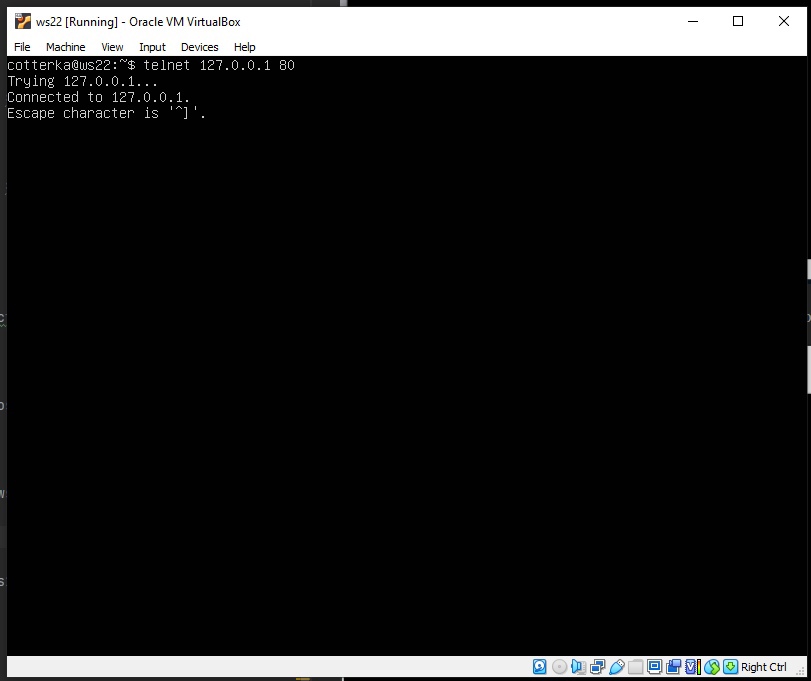 ws22 [Running] - Oracle VM VirtualBox
File Machine View Input Devices Help
cotterka@ws22:~$ telnet 127.0.0.1 80
Trying 127.0.0.1...
Connected to 127.0.0.1.
Escape character is '^]'.
Right Ctrl